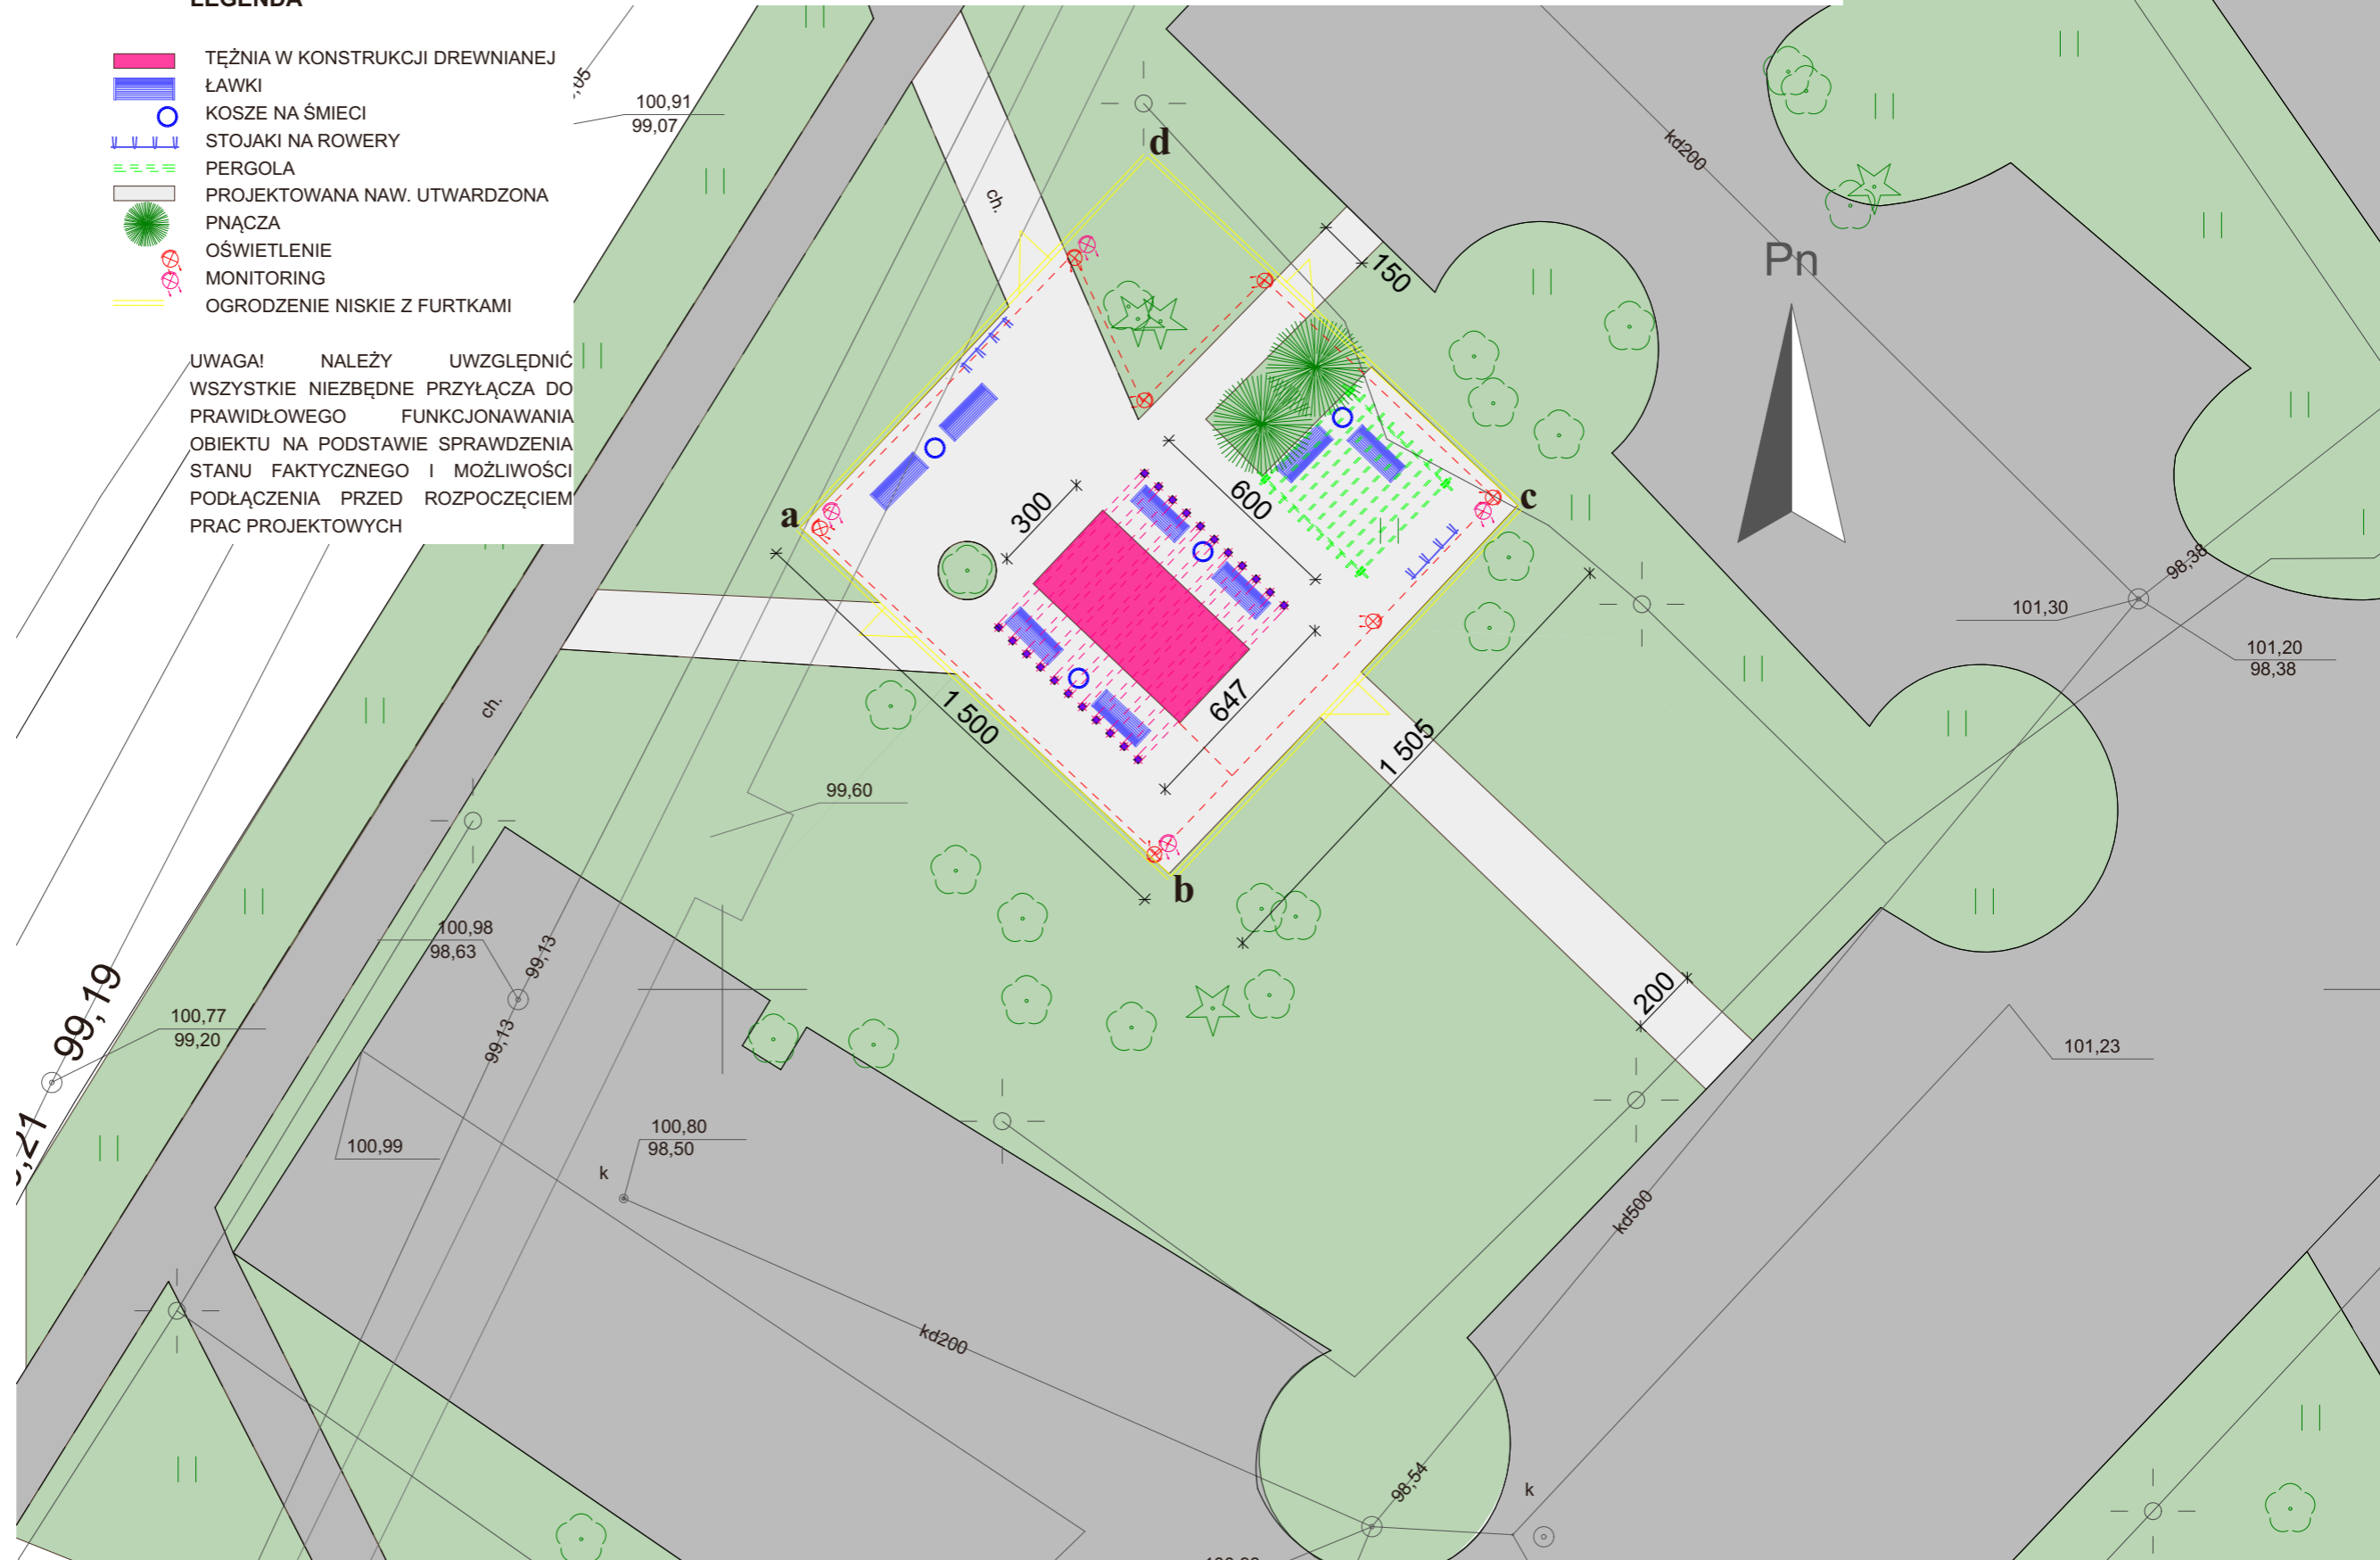 LEGENDA
TĘŻNIA W KONSTRUKCJI DREWNIANEJ
ŁAWKI
KOSZE NA ŚMIECI
STOJAKI NA ROWERY
PERGOLA
PROJEKTOWANA NAW. UTWARDZONA
PNĄCZA
OŚWIETLENIE
MONITORING
OGRODZENIE NISKIE Z FURTKAMI
UWAGA! NALEŻY UWZGLĘDNIĆ
WSZYSTKIE NIEZBĘDNE PRZYŁĄCZA DO
PRAWIDŁOWEGO FUNKCJONAWANIA
OBIEKTU NA PODSTAWIE SPRAWDZENIA
STANU FAKTYCZNEGO I MOŻLIWOŚCI
PODŁĄCZENIA PRZED ROZPOCZĘCIEM
PRAC PROJEKTOWYCH
100,91
99,07
d
ch.
kd200
Pn
150
a
300
600
c
98,38
101,30
101,20
98,38
647
ch.
1 500
1 505
99,60
b
100,98
98,63
99,13
99,19
100,77
99,20
99,13
200
101,23
100,99
100,80
98,50
k
kd500
kd200
98,54
k